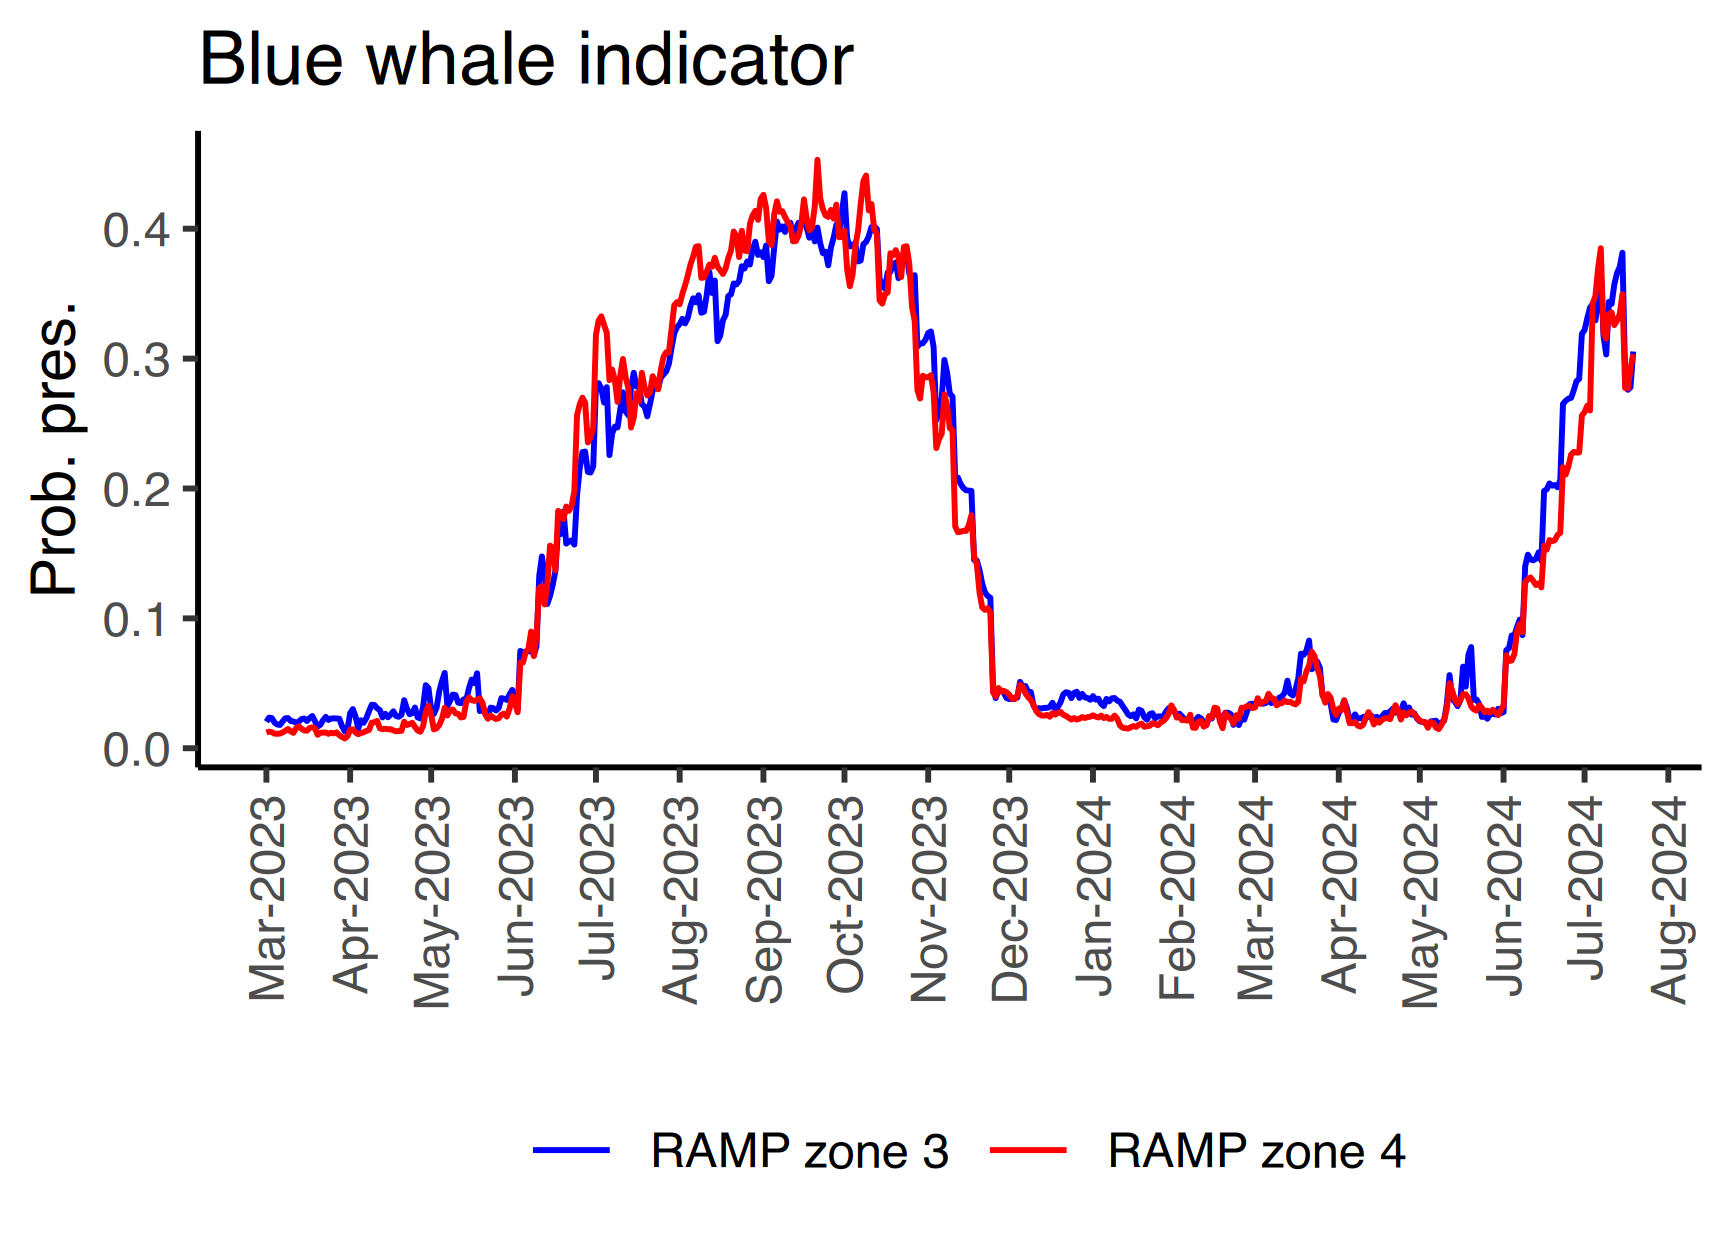 Blue whale indicator
Prob. pres.
0.4
0.3
0.2
0.1
0.0
Mar-2023
Apr-2023
May-2023
Jun-2023
Jul-2023
Aug-2023
Sep-2023
Oct-2023
Nov-2023
Dec-2023
Jan-2024
Feb-2024
Mar-2024
Apr-2024
May-2024
Jun-2024
Jul-2024
Aug-2024
RAMP zone 3 RAMP zone 4